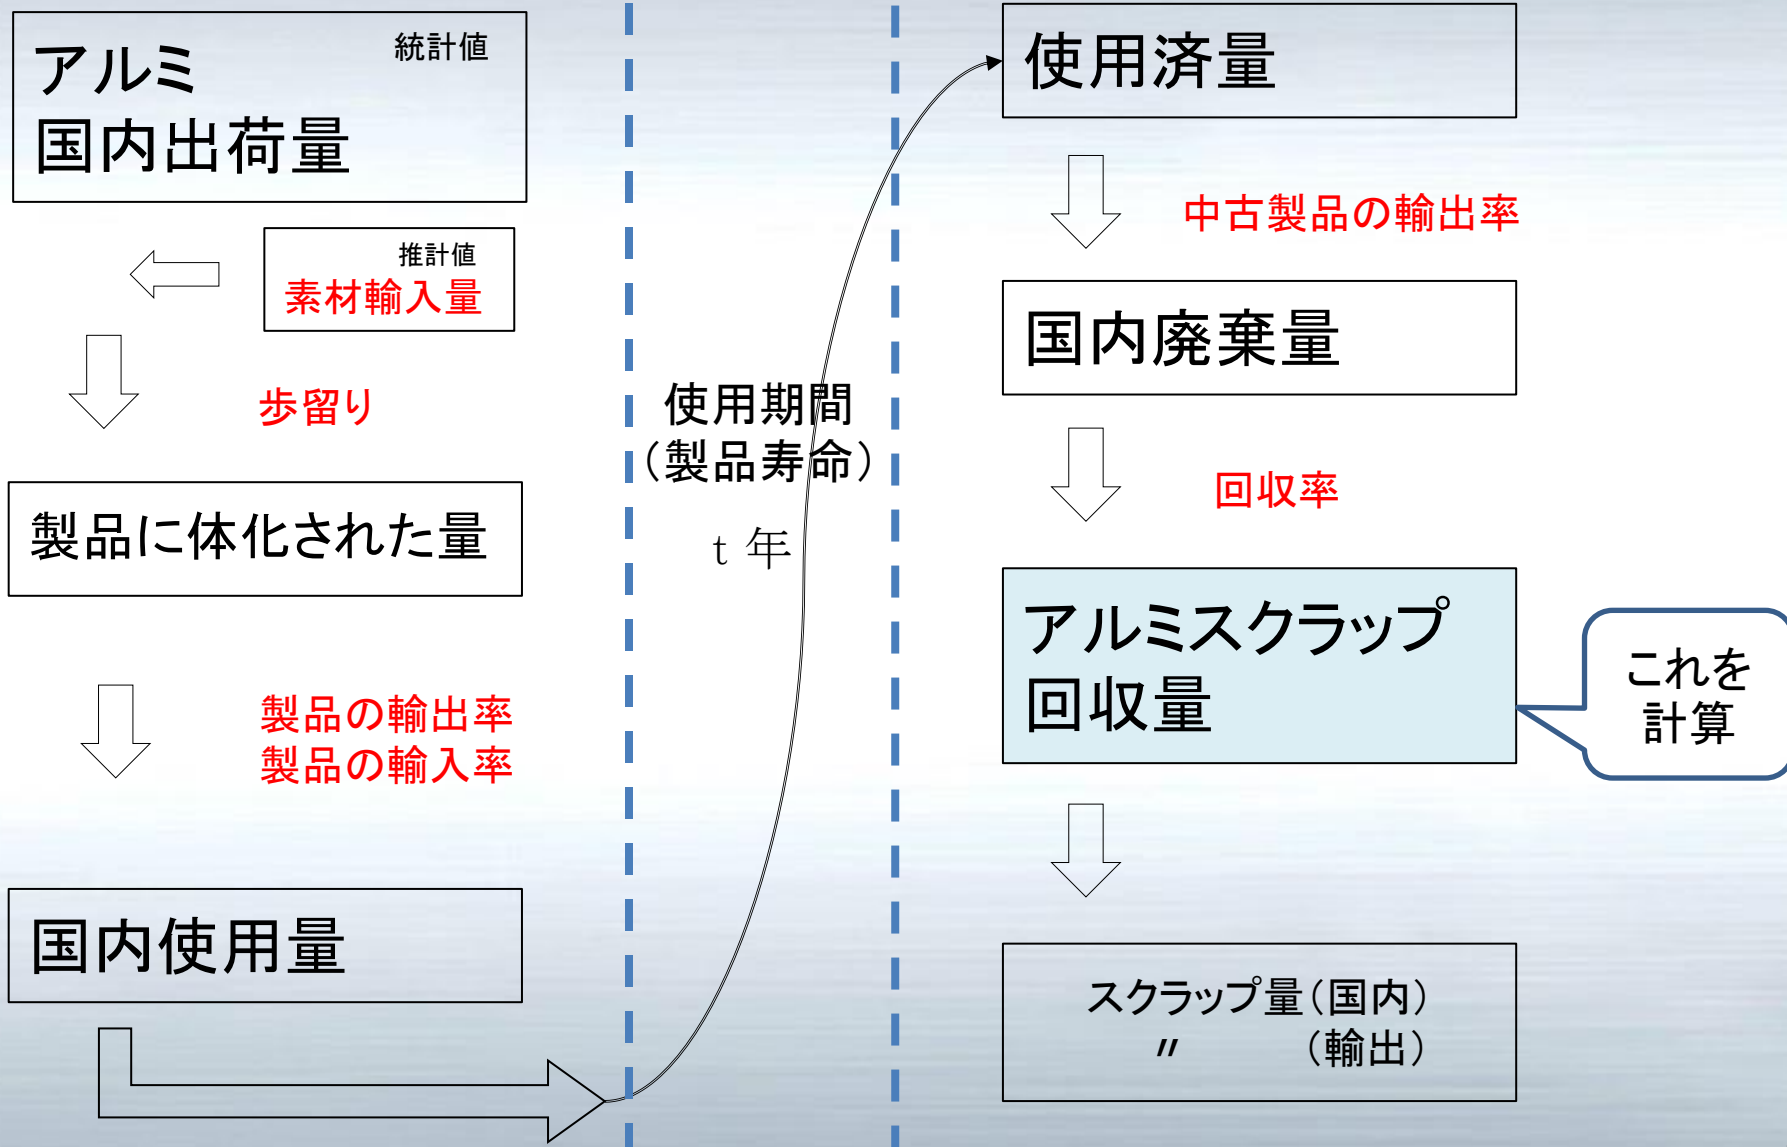 アルミ
国内出荷量
統計値
推計値
素材輸入量
歩留り
製品に体化された量
製品の輸出率
製品の輸入率
国内使用量
使用期間
（製品寿命）
t 年
使用済量
中古製品の輸出率
国内廃棄量
回収率
アルミスクラップ
回収量
これを
計算
スクラップ量（国内）
〃　　　（輸出）